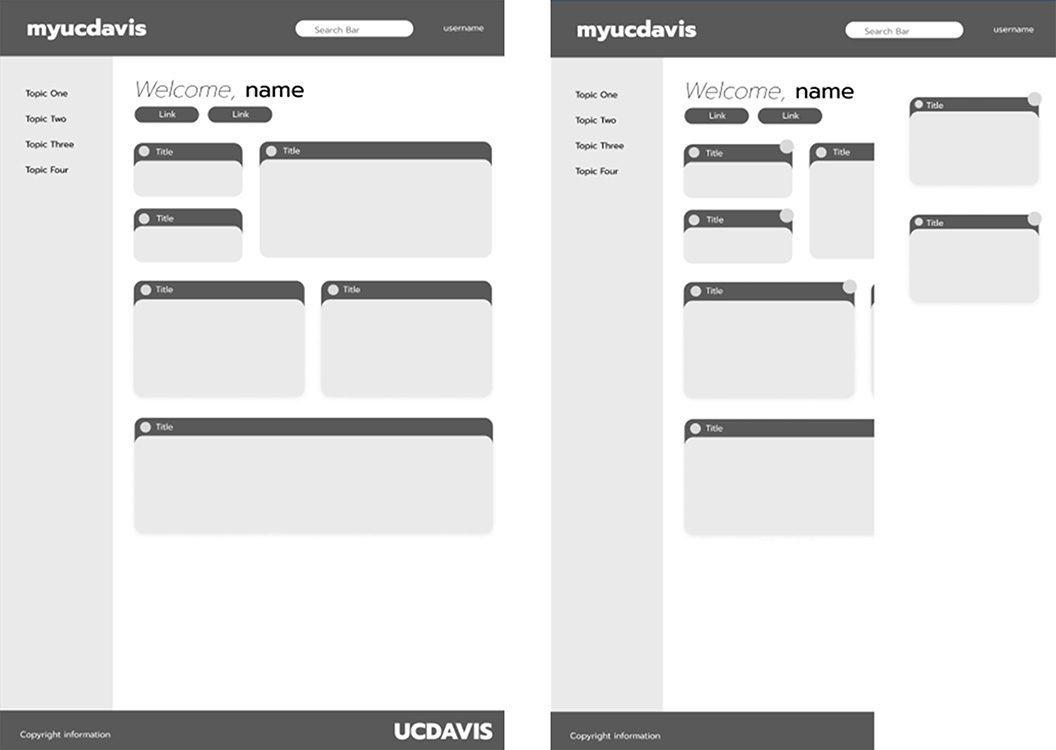 myucdavis
Search Bar
username
Topic One
Topic Two
Topic Three
Topic Four
Welcome, name
Link Link
Title Title
Title
Title Title
Title
Copyright information
UCDAVIS
myucdavis
Search Bar
username
Topic One
Topic Two
Topic Three
Topic Four
Welcome, name
Link Link
Title Title
Title
Title
Title
Title
Title
Copyright information